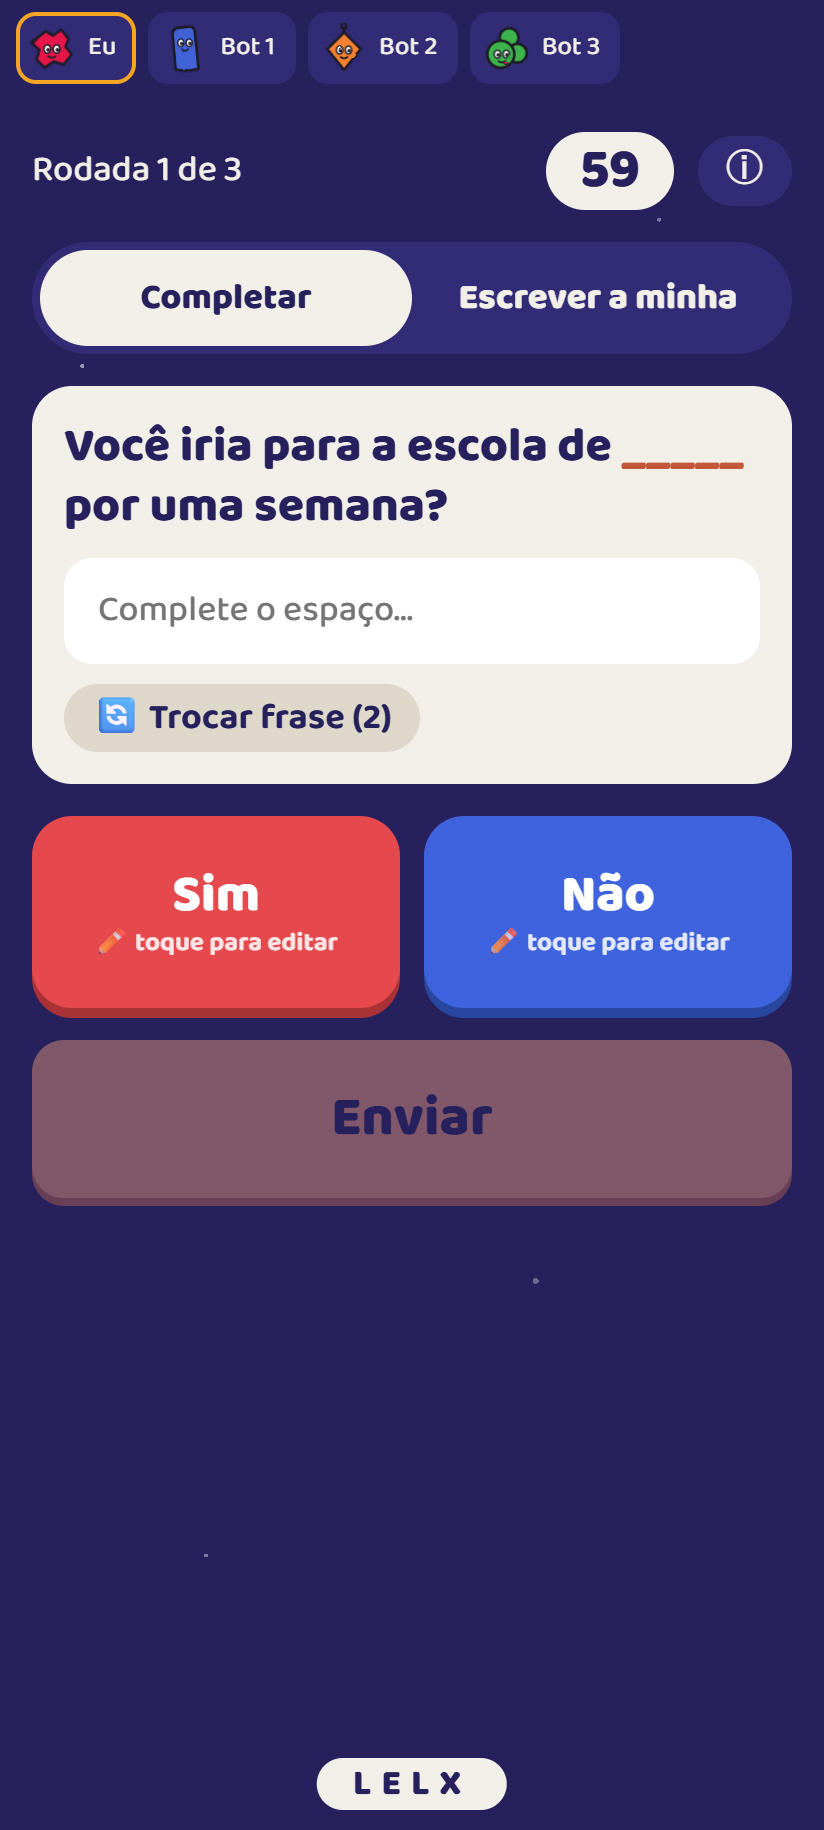 Eu
Bot 1
Bot 2
Bot 3
Rodada 1 de 3
59
Completar
Escrever a minha
Você iria para a escola de _____
por uma semana?
Complete o espaço...
Trocar frase (2)
Sim
toque para editar
Não
toque para editar
Enviar
LELX